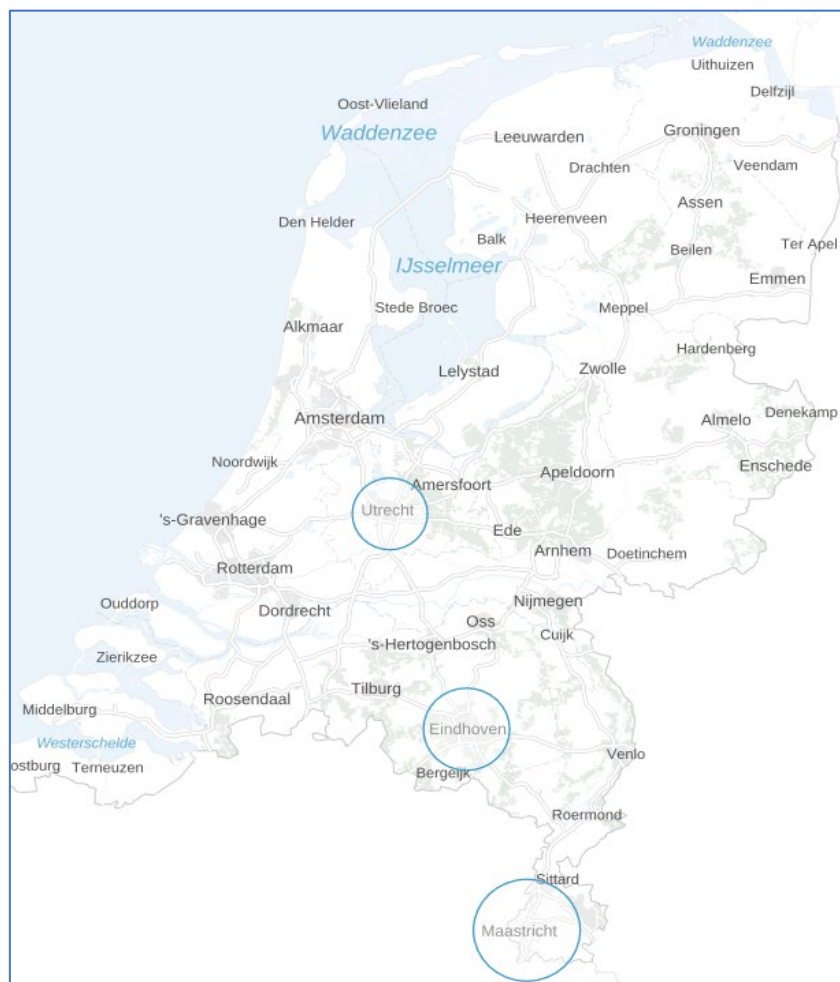 Waddenzee
Uithuizen
Delfzijl
Oost-Vlieland
Waddenzee
Leeuwarden
Groningen
Drachten
Veendam
Assen
Den Helder
Heerenveen
Balk
Beilen
Ter Apel
IJsselmeer
Emmen
Stede Broec
Meppel
Alkmaar
Hardenberg
Lelystad
Zwolle
Amsterdam
Almelo
Denekamp
Noordwijk
Enschede
Apeldoorn
Amersfoort
Utrecht
's-Gravenhage
Ede
Arnhem
Doetinchem
Rotterdam
Ouddorp
Dordrecht
Nijmegen
Oss
Cuijk
's-Hertogenbosch
Zierikzee
Tilburg
Roosendaal
Middelburg
Eindhoven
Westerschelde
Venlo
ostburg
Terneuzen
Bergeijk
Roermond
Sittard
Maastricht